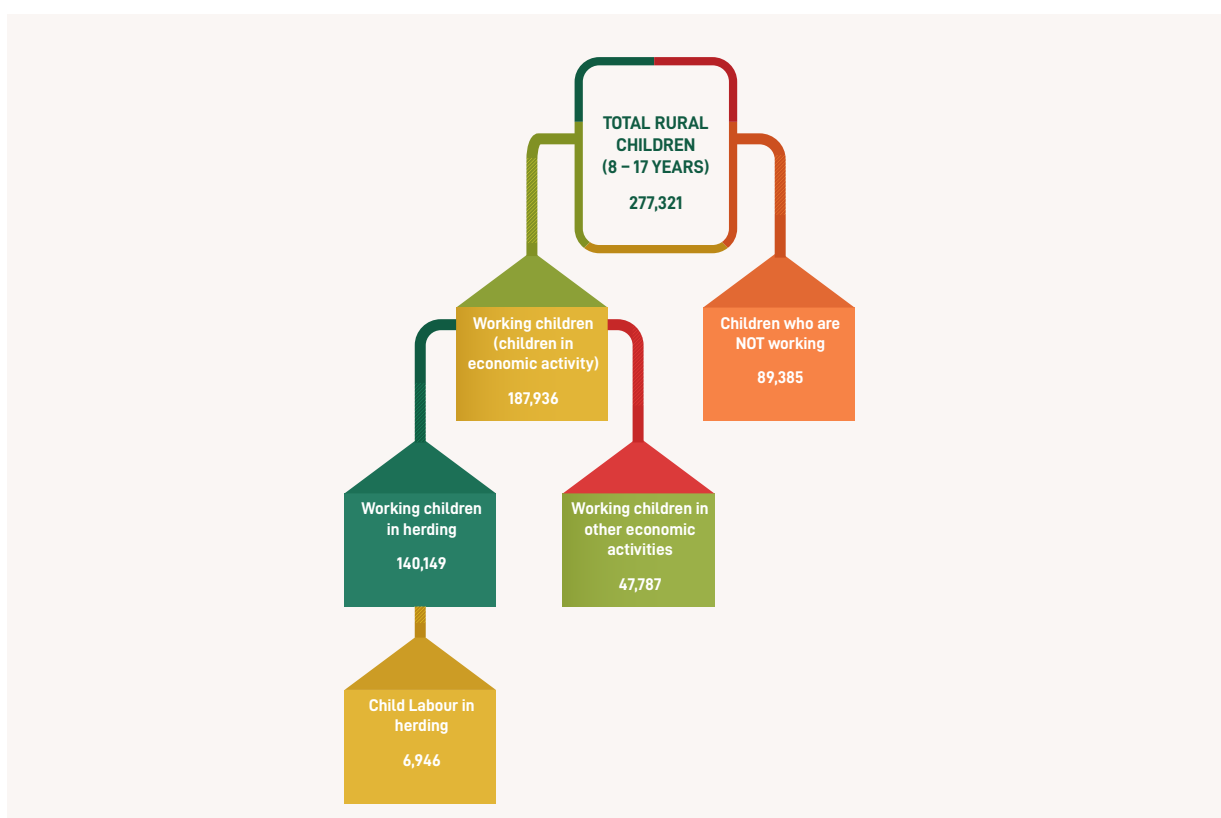 TOTAL RURAL
CHILDREN
(8 – 17 YEARS)
277,321
Working children
(children in
economic activity)
187,936
Children who are
NOT working
89,385
Working children
in herding
140,149
Working children in
other economic
activities
47,787
Child Labour in
herding
6,946